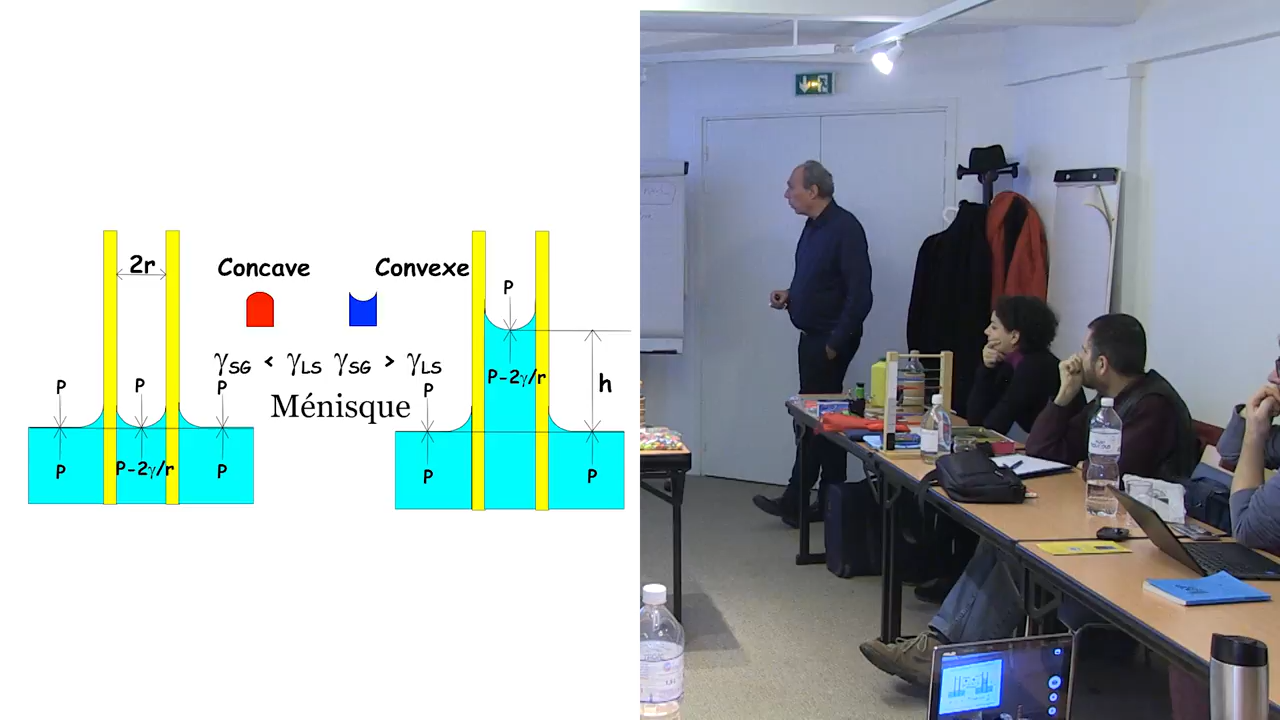 2r
Concave
Convexe
P
γSG < γLS
γSG > γLS
P-2γ/r
h
P
P
P
P
Ménisque
P
P-2γ/r
P
P
P